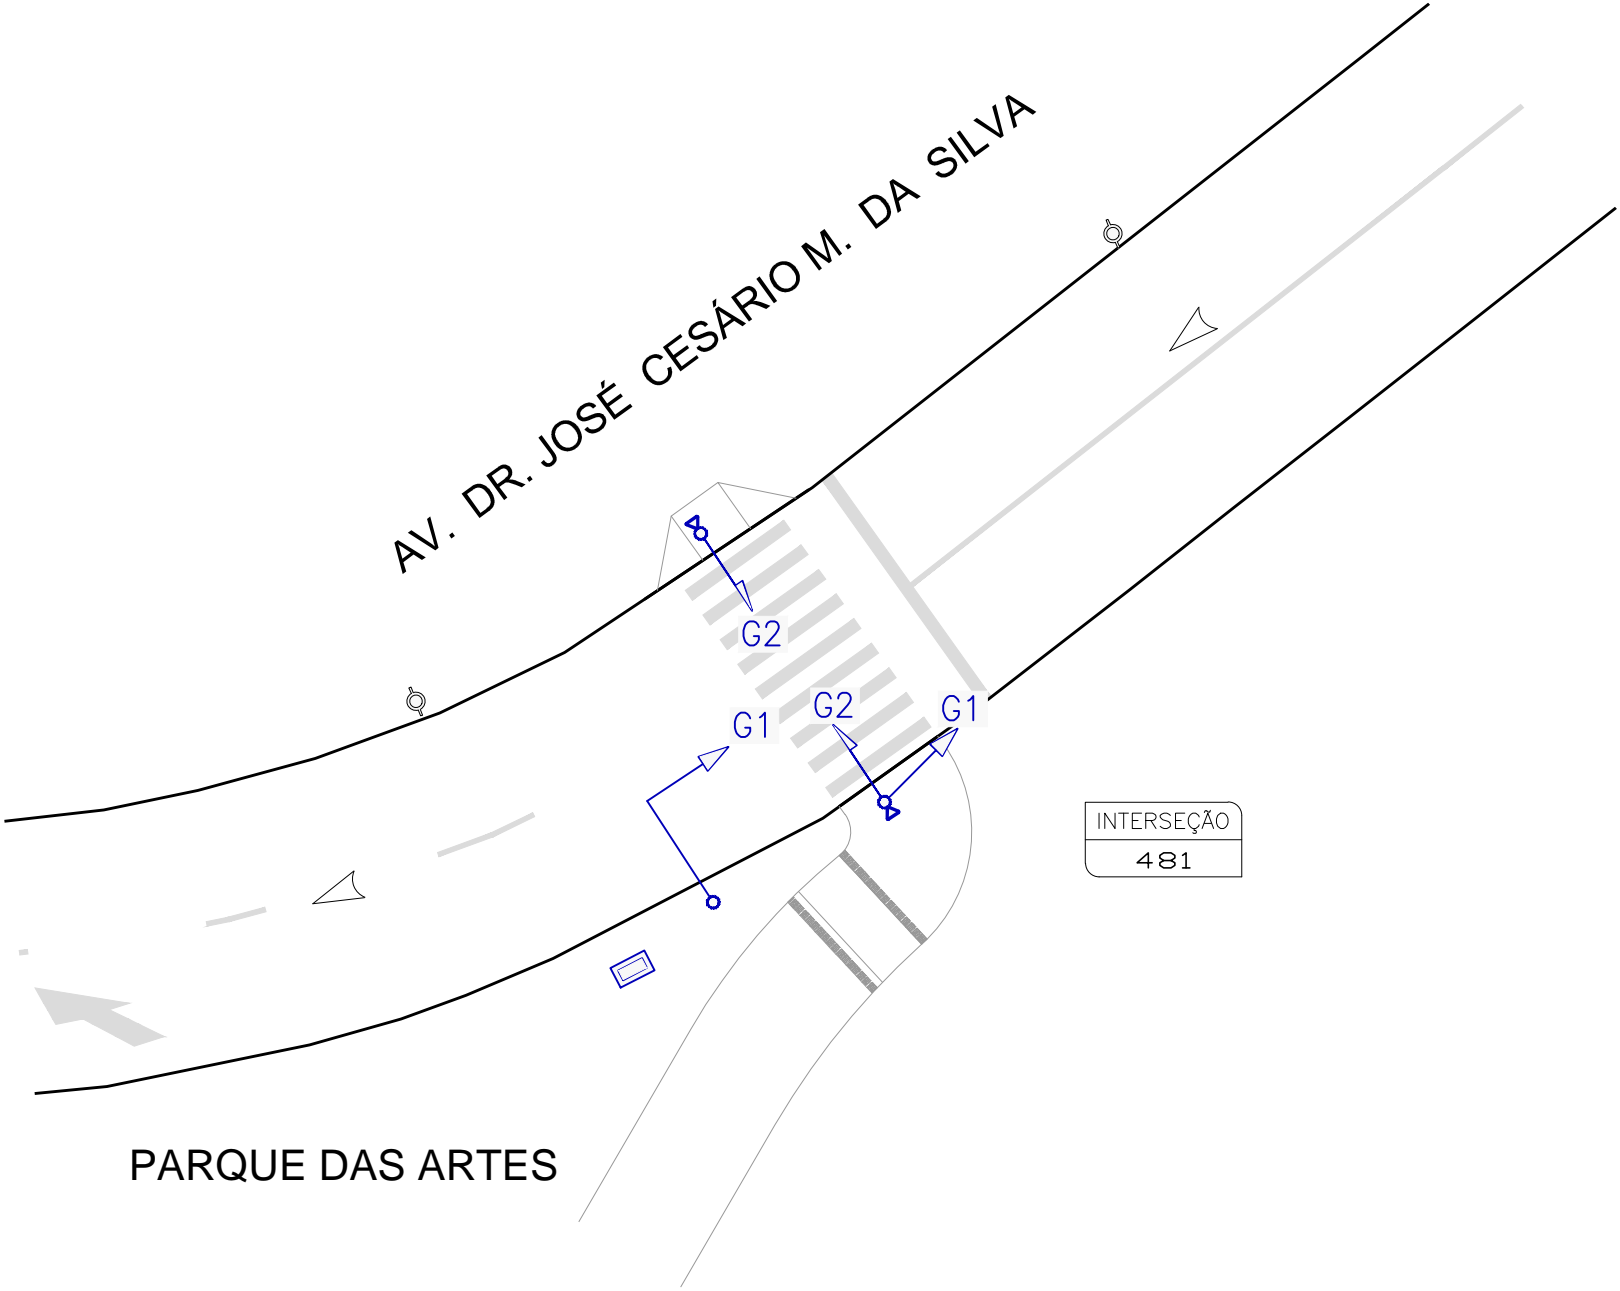 AV. DR. JOSÉ CESÁRIO M. DA SILVA
G2
G2
G1
G1
INTERSEÇÃO
481
PARQUE DAS ARTES